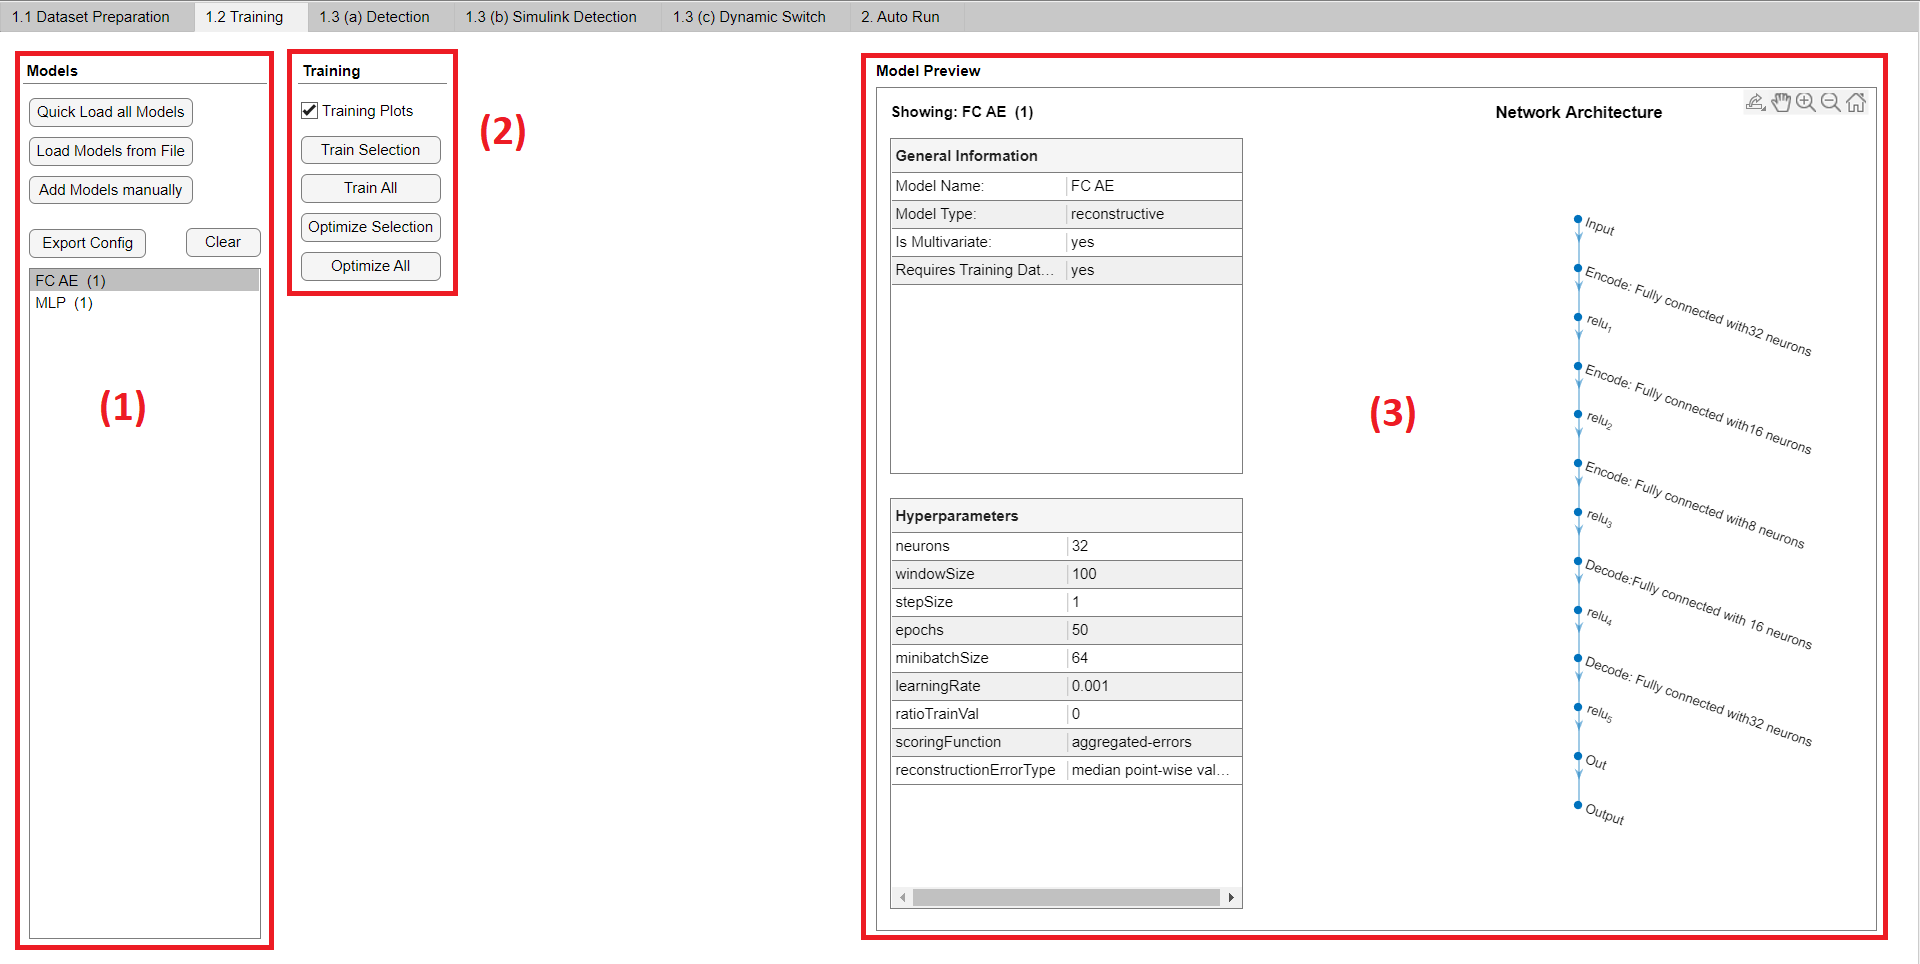 1.1 Dataset Preparation
1.2 Training
1.3 (a) Detection
1.3 (b) Simulink Detection
1.3 (c) Dynamic Switch
2. Auto Run
Models
Quick Load all Models
Load Models from File
Add Models manually
Export Config
Clear
FC AE (1)
MLP (1)
(1)
Training
Training Plots
Train Selection
Train All
Optimize Selection
Optimize All
(2)
Model Preview
Showing: FC AE (1)
General Information
Model Name: FC AE
Model Type: reconstructive
Is Multivariate: yes
Requires Training Dat... yes
Hyperparameters
neurons 32
windowSize 100
stepSize 1
epochs 50
minibatchSize 64
learningRate 0.001
ratioTrainVal 0
scoringFunction aggregated-errors
reconstructionErrorType median point-wise val...
(3)
Network Architecture
Input
Encode: Fully connected with32 neurons
relu1
Encode: Fully connected with16 neurons
relu2
Encode: Fully connected with8 neurons
relu3
Decode:Fully connected with 16 neurons
relu4
Decode: Fully connected with32 neurons
relu5
Out
Output